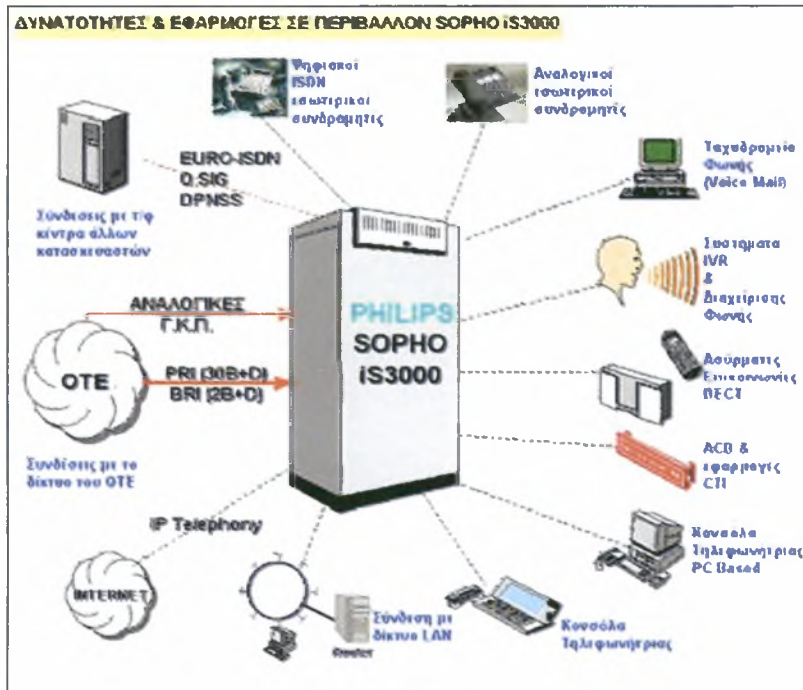 ΔΥΝΑΤΟΤΗΤΕΣ & ΕΦΑΡΜΟΓΕΣ ΣΕ ΠΕΡΙΒΑΛΛΟΝ SOPHO iS3000
Ψηφιακοί
ISDN
εσωτερικοί
συνδρομητές
Αναλογικοί
εσωτερικοί
συνδρομητές
EURO-ISDN
Q.SIG
DPNSS
Σύνδεσεις με τ/φ
κέντρα άλλων
κατασκευαστών
Ταχυδρομείο
Φωνής
(Voice Mail)
Συστήματα
IVR
&
Διαχείρισης
Φωνής
ΑΝΑΛΟΓΙΚΕΣ
Γ.Κ.Π.
PHILIPS
SOPHO
iS3000
ΟΤΕ
PRI (30B+D)
BRI (2B+D)
Συνδέσεις με το
δίκτυο του ΟΤΕ
Ασύρματες
Επικοινωνίες
DECT
ACD &
εφαρμογές
CTI
IP Telephony
INTERNET
Κονσόλα
Τηλεφωνήτριας
PC Based
Router
Σύνδεση με
δίκτυο LAN
Κονσόλα
Τηλεφωνήτριας